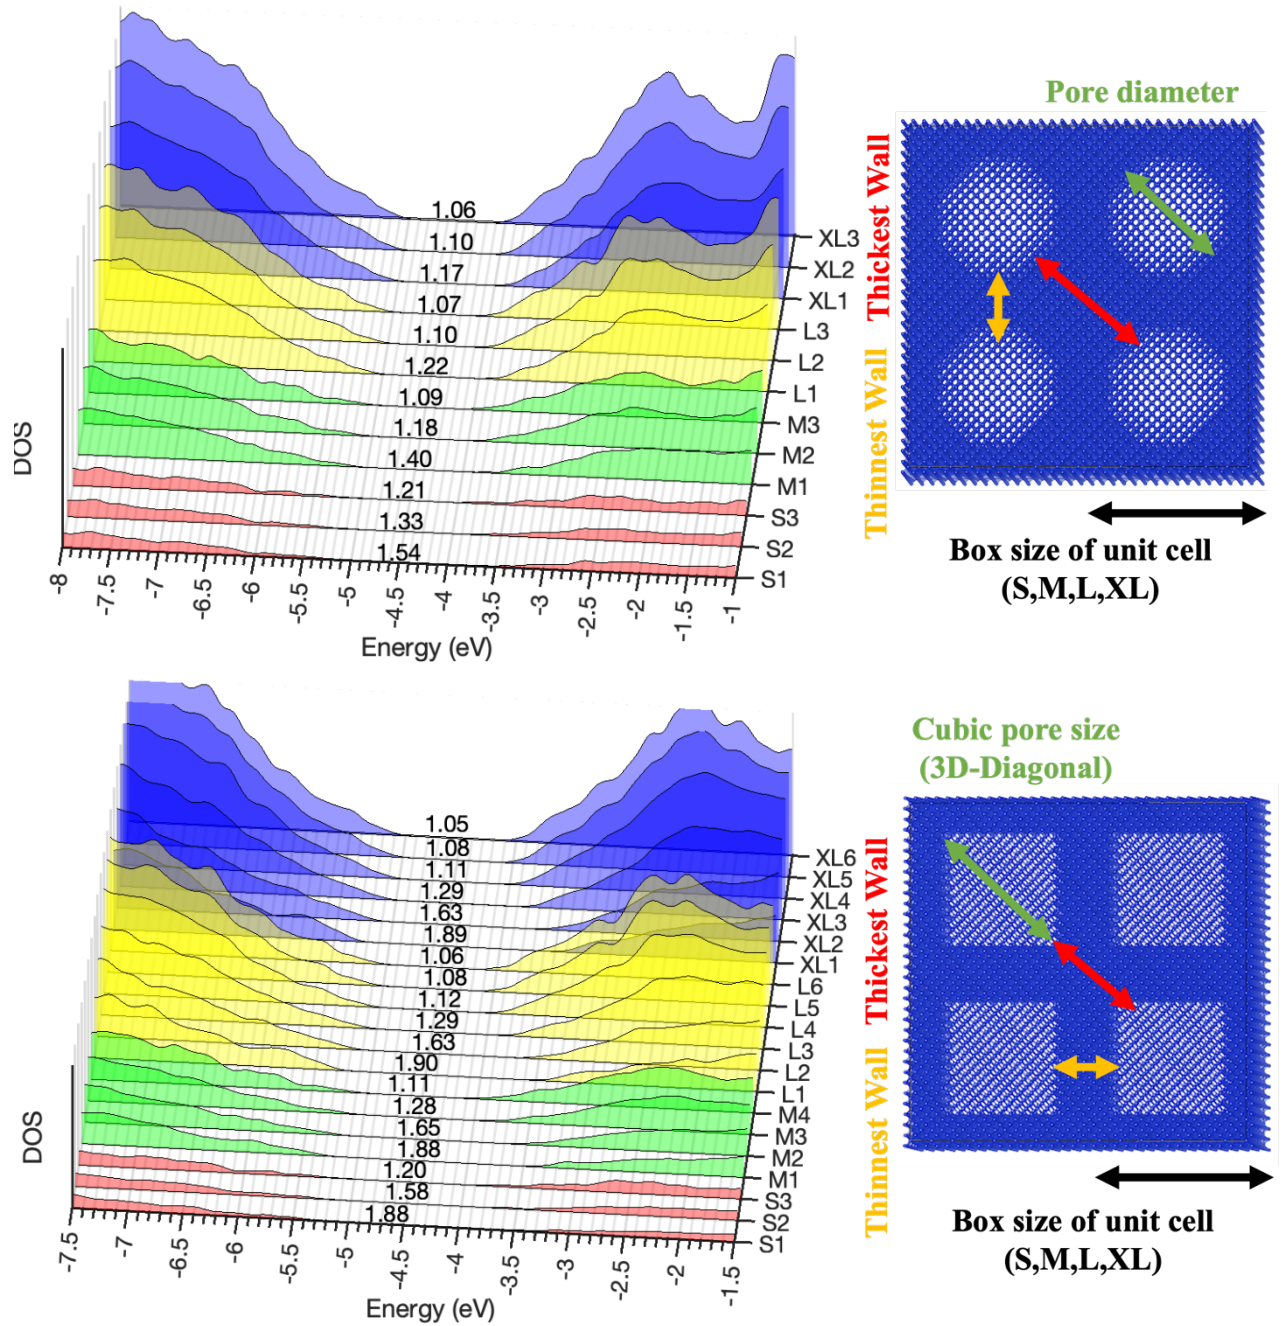 Pore diameter
Thickest Wall
Thinnest Wall
Box size of unit cell
(S,M,L,XL)
DOS
1.06
1.10
1.17
1.07
1.10
1.22
1.09
1.18
1.40
1.21
1.33
1.54
XL3
XL2
XL1
L3
L2
L1
M3
M2
M1
S3
S2
S1
-8 -7.5 -7 -6.5 -6 -5.5 -5 -4.5 -4 -3.5 -3 -2.5 -2 -1.5 -1
Energy (eV)
Cubic pore size
(3D-Diagonal)
Thickest Wall
Thinnest Wall
Box size of unit cell
(S,M,L,XL)
DOS
1.05
1.08
1.11
1.29
1.63
1.89
1.06
1.08
1.12
1.29
1.63
1.90
1.11
1.28
1.65
1.88
1.20
1.58
1.88
XL6
XL5
XL4
XL3
XL2
XL1
L6
L5
L4
L3
L2
L1
M4
M3
M2
M1
S3
S2
S1
-7.5 -7 -6.5 -6 -5.5 -5 -4.5 -4 -3.5 -3 -2.5 -2 -1.5
Energy (eV)